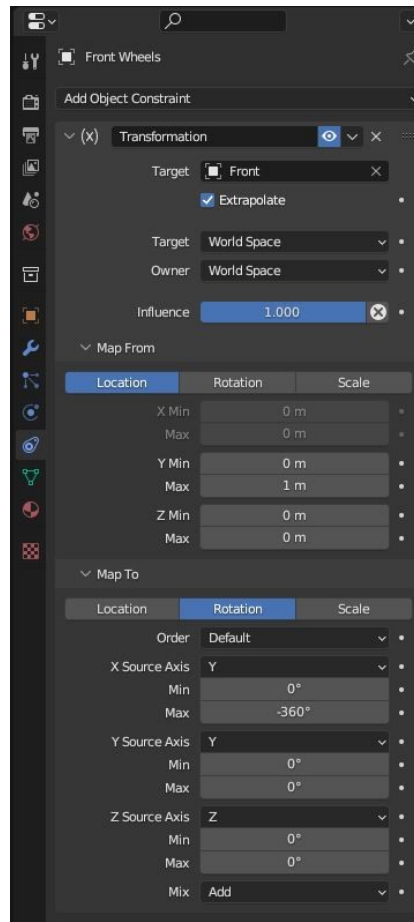 Front Wheels
Add Object Constraint
(x) Transformation
Target Front
Extrapolate
Target World Space
Owner World Space
Influence 1.000
Map From
Location Rotation Scale
X Min 0 m
Max 0 m
Y Min 0 m
Max 1 m
Z Min 0 m
Max 0 m
Map To
Location Rotation Scale
Order Default
X Source Axis Y
Min 0°
Max -360°
Y Source Axis Y
Min 0°
Max 0°
Z Source Axis Z
Min 0°
Max 0°
Mix Add